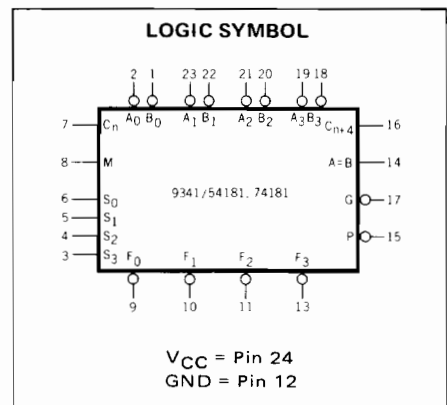 LOGIC SYMBOL
2 1 23 22 21 20 19 18
A0 B0 A1 B1 A2 B2 A3 B3
7 Cn Cn+4 16
8 M A=B 14
9341/54181, 74181
6 S0 G 17
5 S1
4 S2 P 15
3 S3 F0 F1 F2 F3
9 10 11 13
VCC = Pin 24
GND = Pin 12